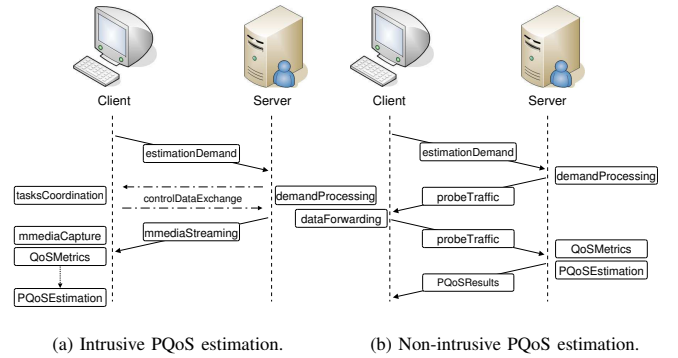 Client
Server
Client
Server
estimationDemand
estimationDemand
demandProcessing
tasksCoordination
controlDataExchange
demandProcessing
probeTraffic
dataForwarding
mmediaCapture
mmediaStreaming
probeTraffic
QoSMetrics
QoSMetrics
PQoSEstimation
PQoSResults
PQoSEstimation
(a) Intrusive PQoS estimation.
(b) Non-intrusive PQoS estimation.